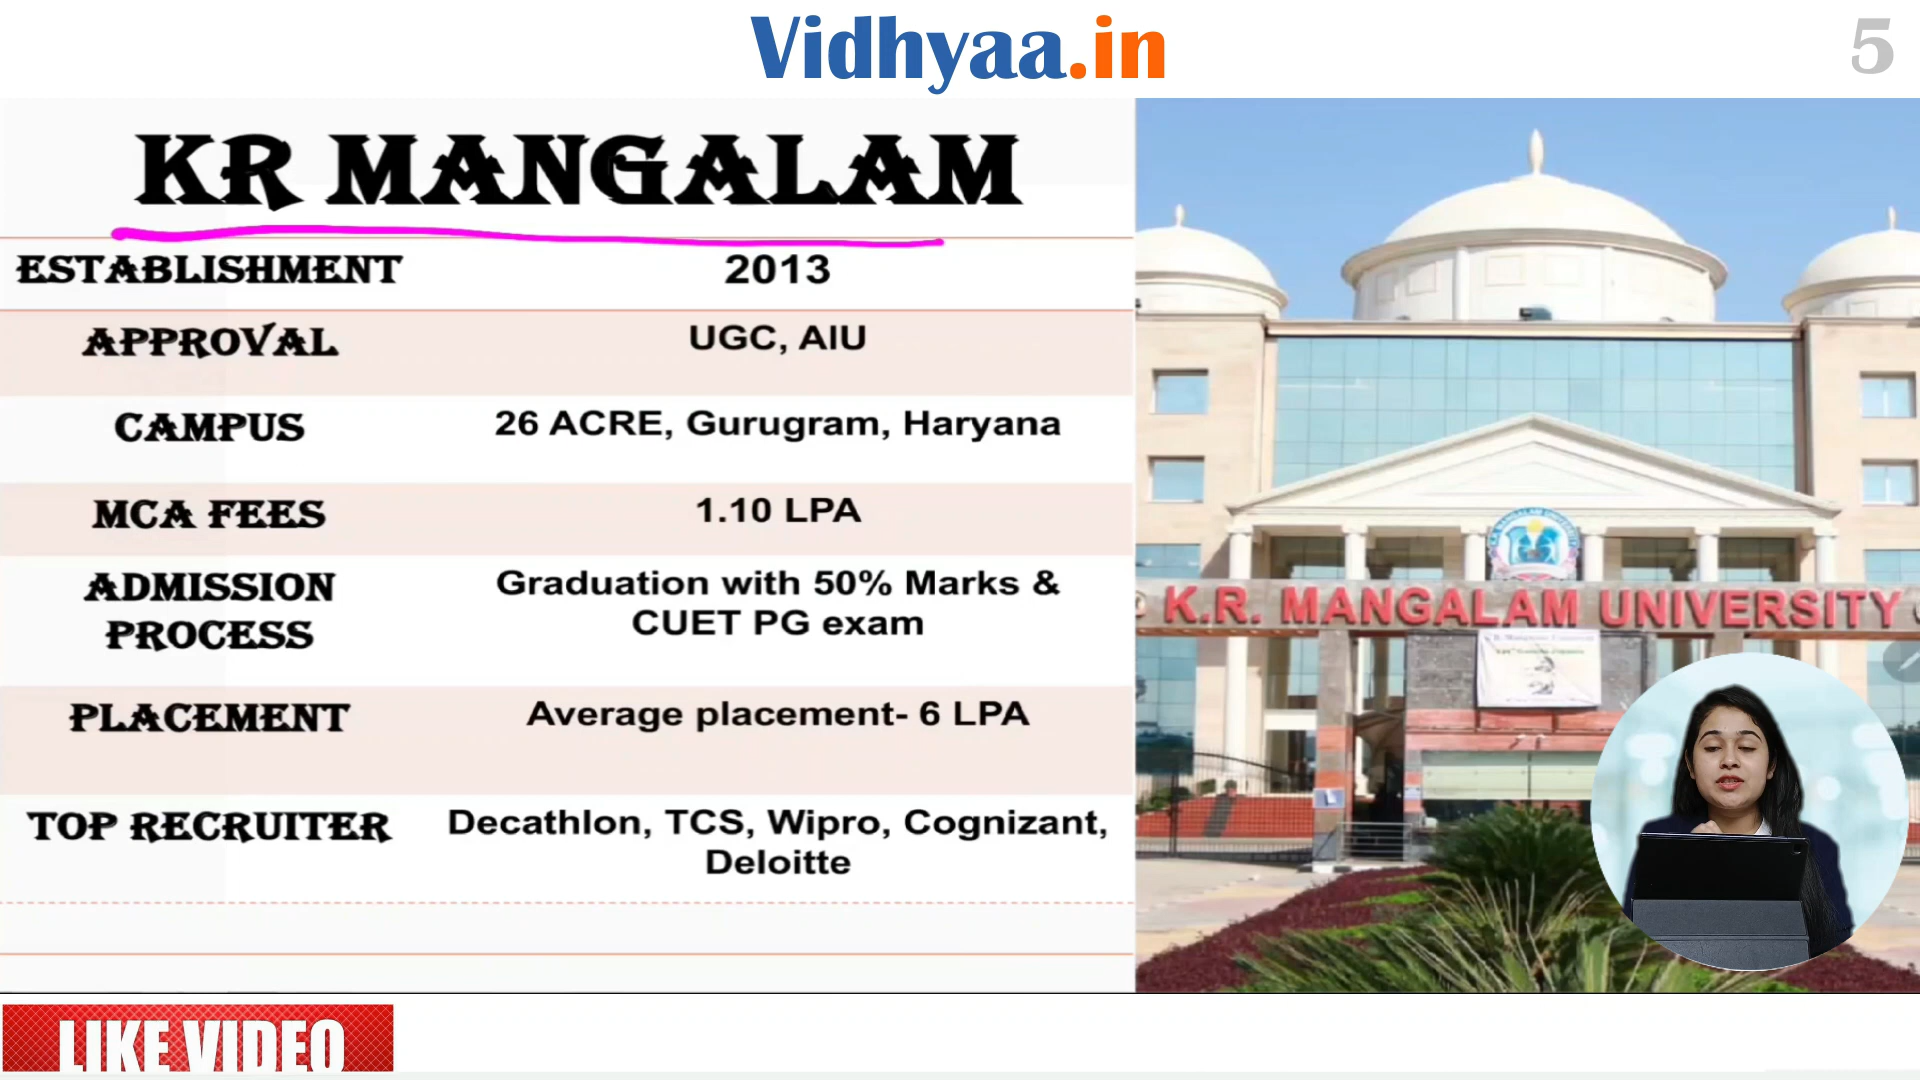 Vidhyaa.in
5
KR MANGALAM
ESTABLISHMENT 2013
APPROVAL UGC, AIU
CAMPUS 26 ACRE, Gurugram, Haryana
MCA FEES 1.10 LPA
ADMISSION PROCESS
Graduation with 50% Marks &
CUET PG exam
PLACEMENT Average placement- 6 LPA
TOP RECRUITER Decathlon, TCS, Wipro, Cognizant,
Deloitte
K.R. MANGALAM UNIVERSITY
LIKE VIDEO